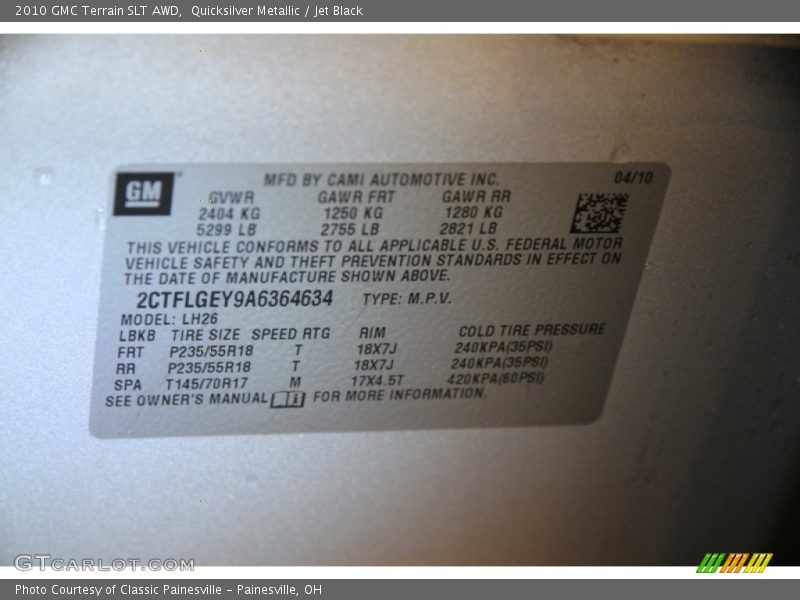 2010 GMC Terrain SLT AWD, Quicksilver Metallic / Jet Black
GM
MFD BY CAMI AUTOMOTIVE INC. 04/10
GVWR GAWR FRT GAWR RR
2404 KG 1250 KG 1280 KG
5299 LB 2755 LB 2821 LB
THIS VEHICLE CONFORMS TO ALL APPLICABLE U.S. FEDERAL MOTOR
VEHICLE SAFETY AND THEFT PREVENTION STANDARDS IN EFFECT ON
THE DATE OF MANUFACTURE SHOWN ABOVE.
2CTFLGEY9A6364634 TYPE: M.P.V.
MODEL: LH26
LBKB TIRE SIZE SPEED RTG RIM COLD TIRE PRESSURE
FRT P235/55R18 T 18X7J 240KPA(35PSI)
RR P235/55R18 T 18X7J 240KPA(35PSI)
SPA T145/70R17 M 17X4.5T 420KPA(60PSI)
SEE OWNER'S MANUAL i FOR MORE INFORMATION.
GTcarlot.com
Photo Courtesy of Classic Painesville - Painesville, OH